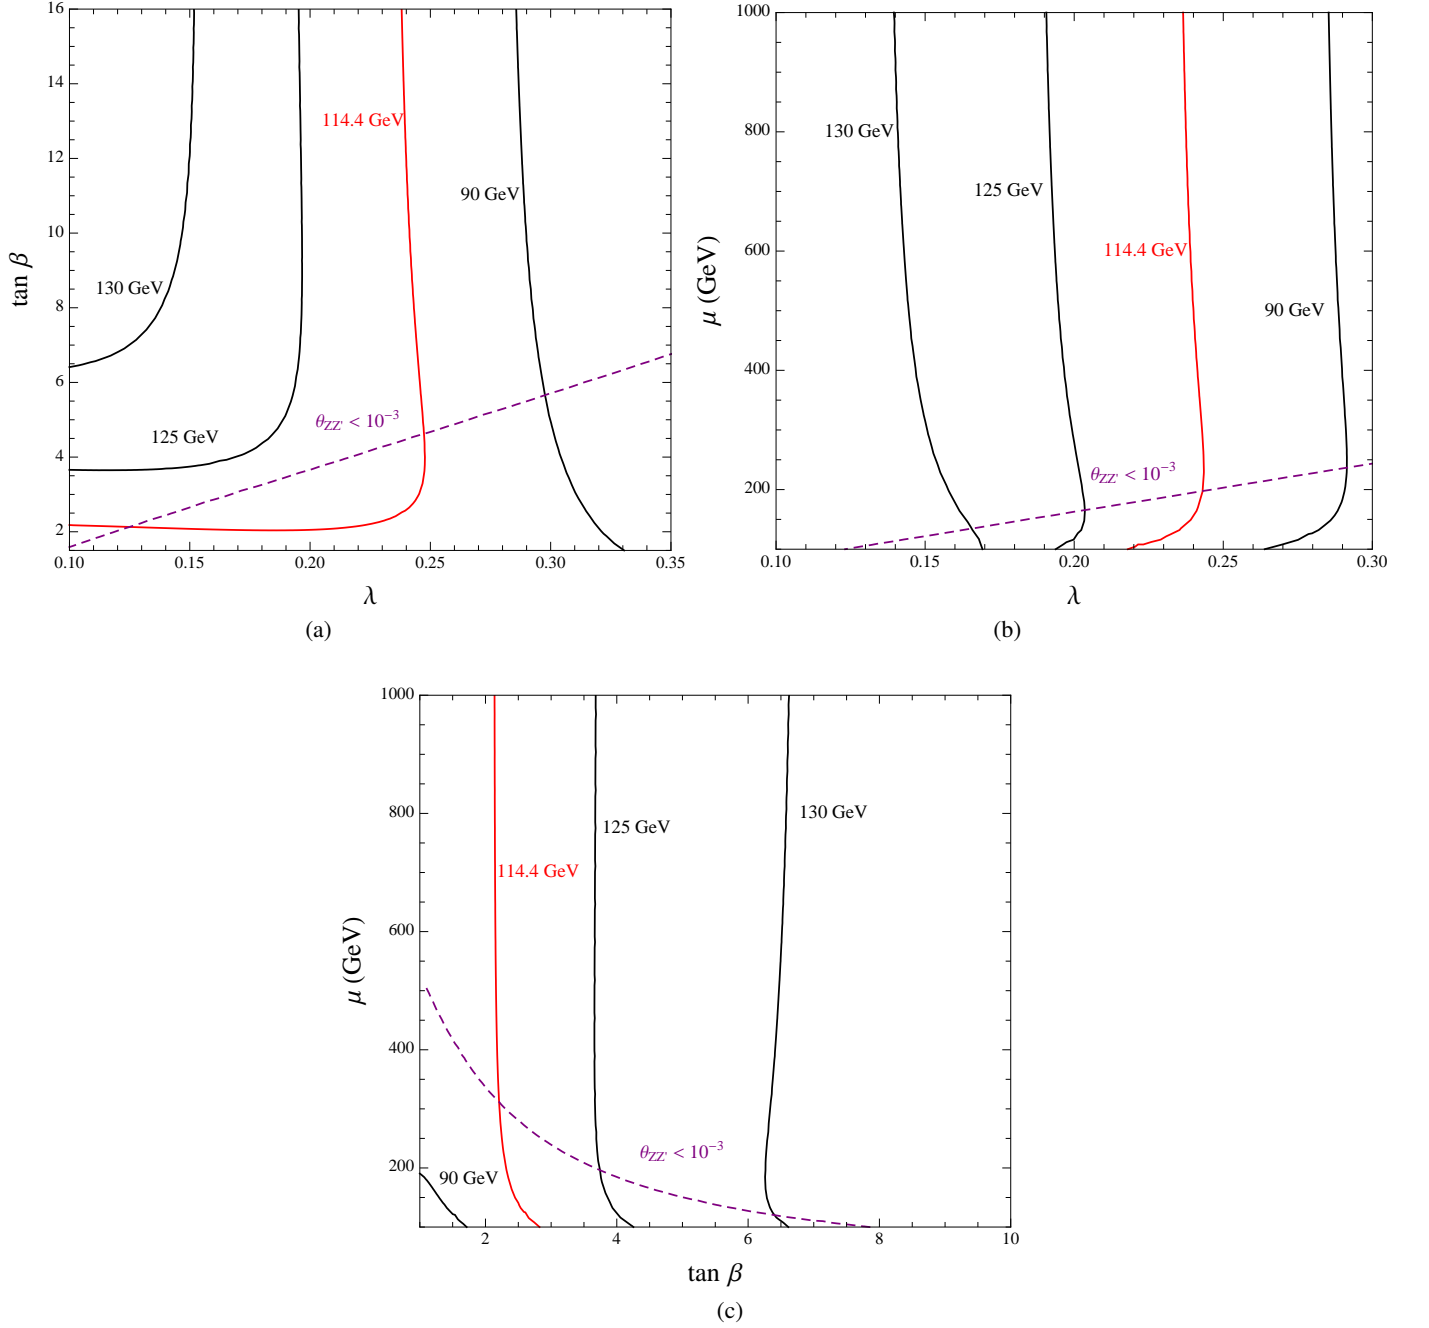 16
14
12
10
8
6
4
2
tan β
0.10
0.15
0.20
0.25
0.30
0.35
λ
130 GeV
125 GeV
114.4 GeV
90 GeV
θZZ' < 10⁻³
(a)
1000
800
600
400
200
100
μ (GeV)
0.10
0.15
0.20
0.25
0.30
λ
130 GeV
125 GeV
114.4 GeV
90 GeV
θZZ' < 10⁻³
(b)
1000
800
600
400
200
μ (GeV)
2
4
6
8
10
tan β
90 GeV
114.4 GeV
125 GeV
130 GeV
θZZ' < 10⁻³
(c)